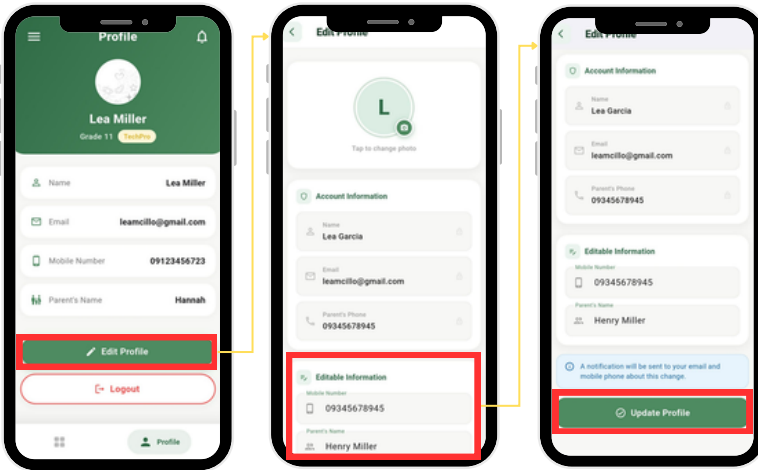 Profile
Lea Miller
Grade 11 TechPro
Name Lea Miller
Email leamcillo@gmail.com
Mobile Number 09123456723
Parent's Name Hannah
Edit Profile
Logout
Profile
Edit Profile
L
Tap to change photo
Account Information
Name
Lea Garcia
Email
leamcillo@gmail.com
Parent's Phone
09345678945
Editable Information
Mobile Number
09345678945
Parent's Name
Henry Miller
Edit Profile
Account Information
Name
Lea Garcia
Email
leamcillo@gmail.com
Parent's Phone
09345678945
Editable Information
Mobile Number
09345678945
Parent's Name
Henry Miller
A notification will be sent to your email and
mobile phone about this change.
Update Profile